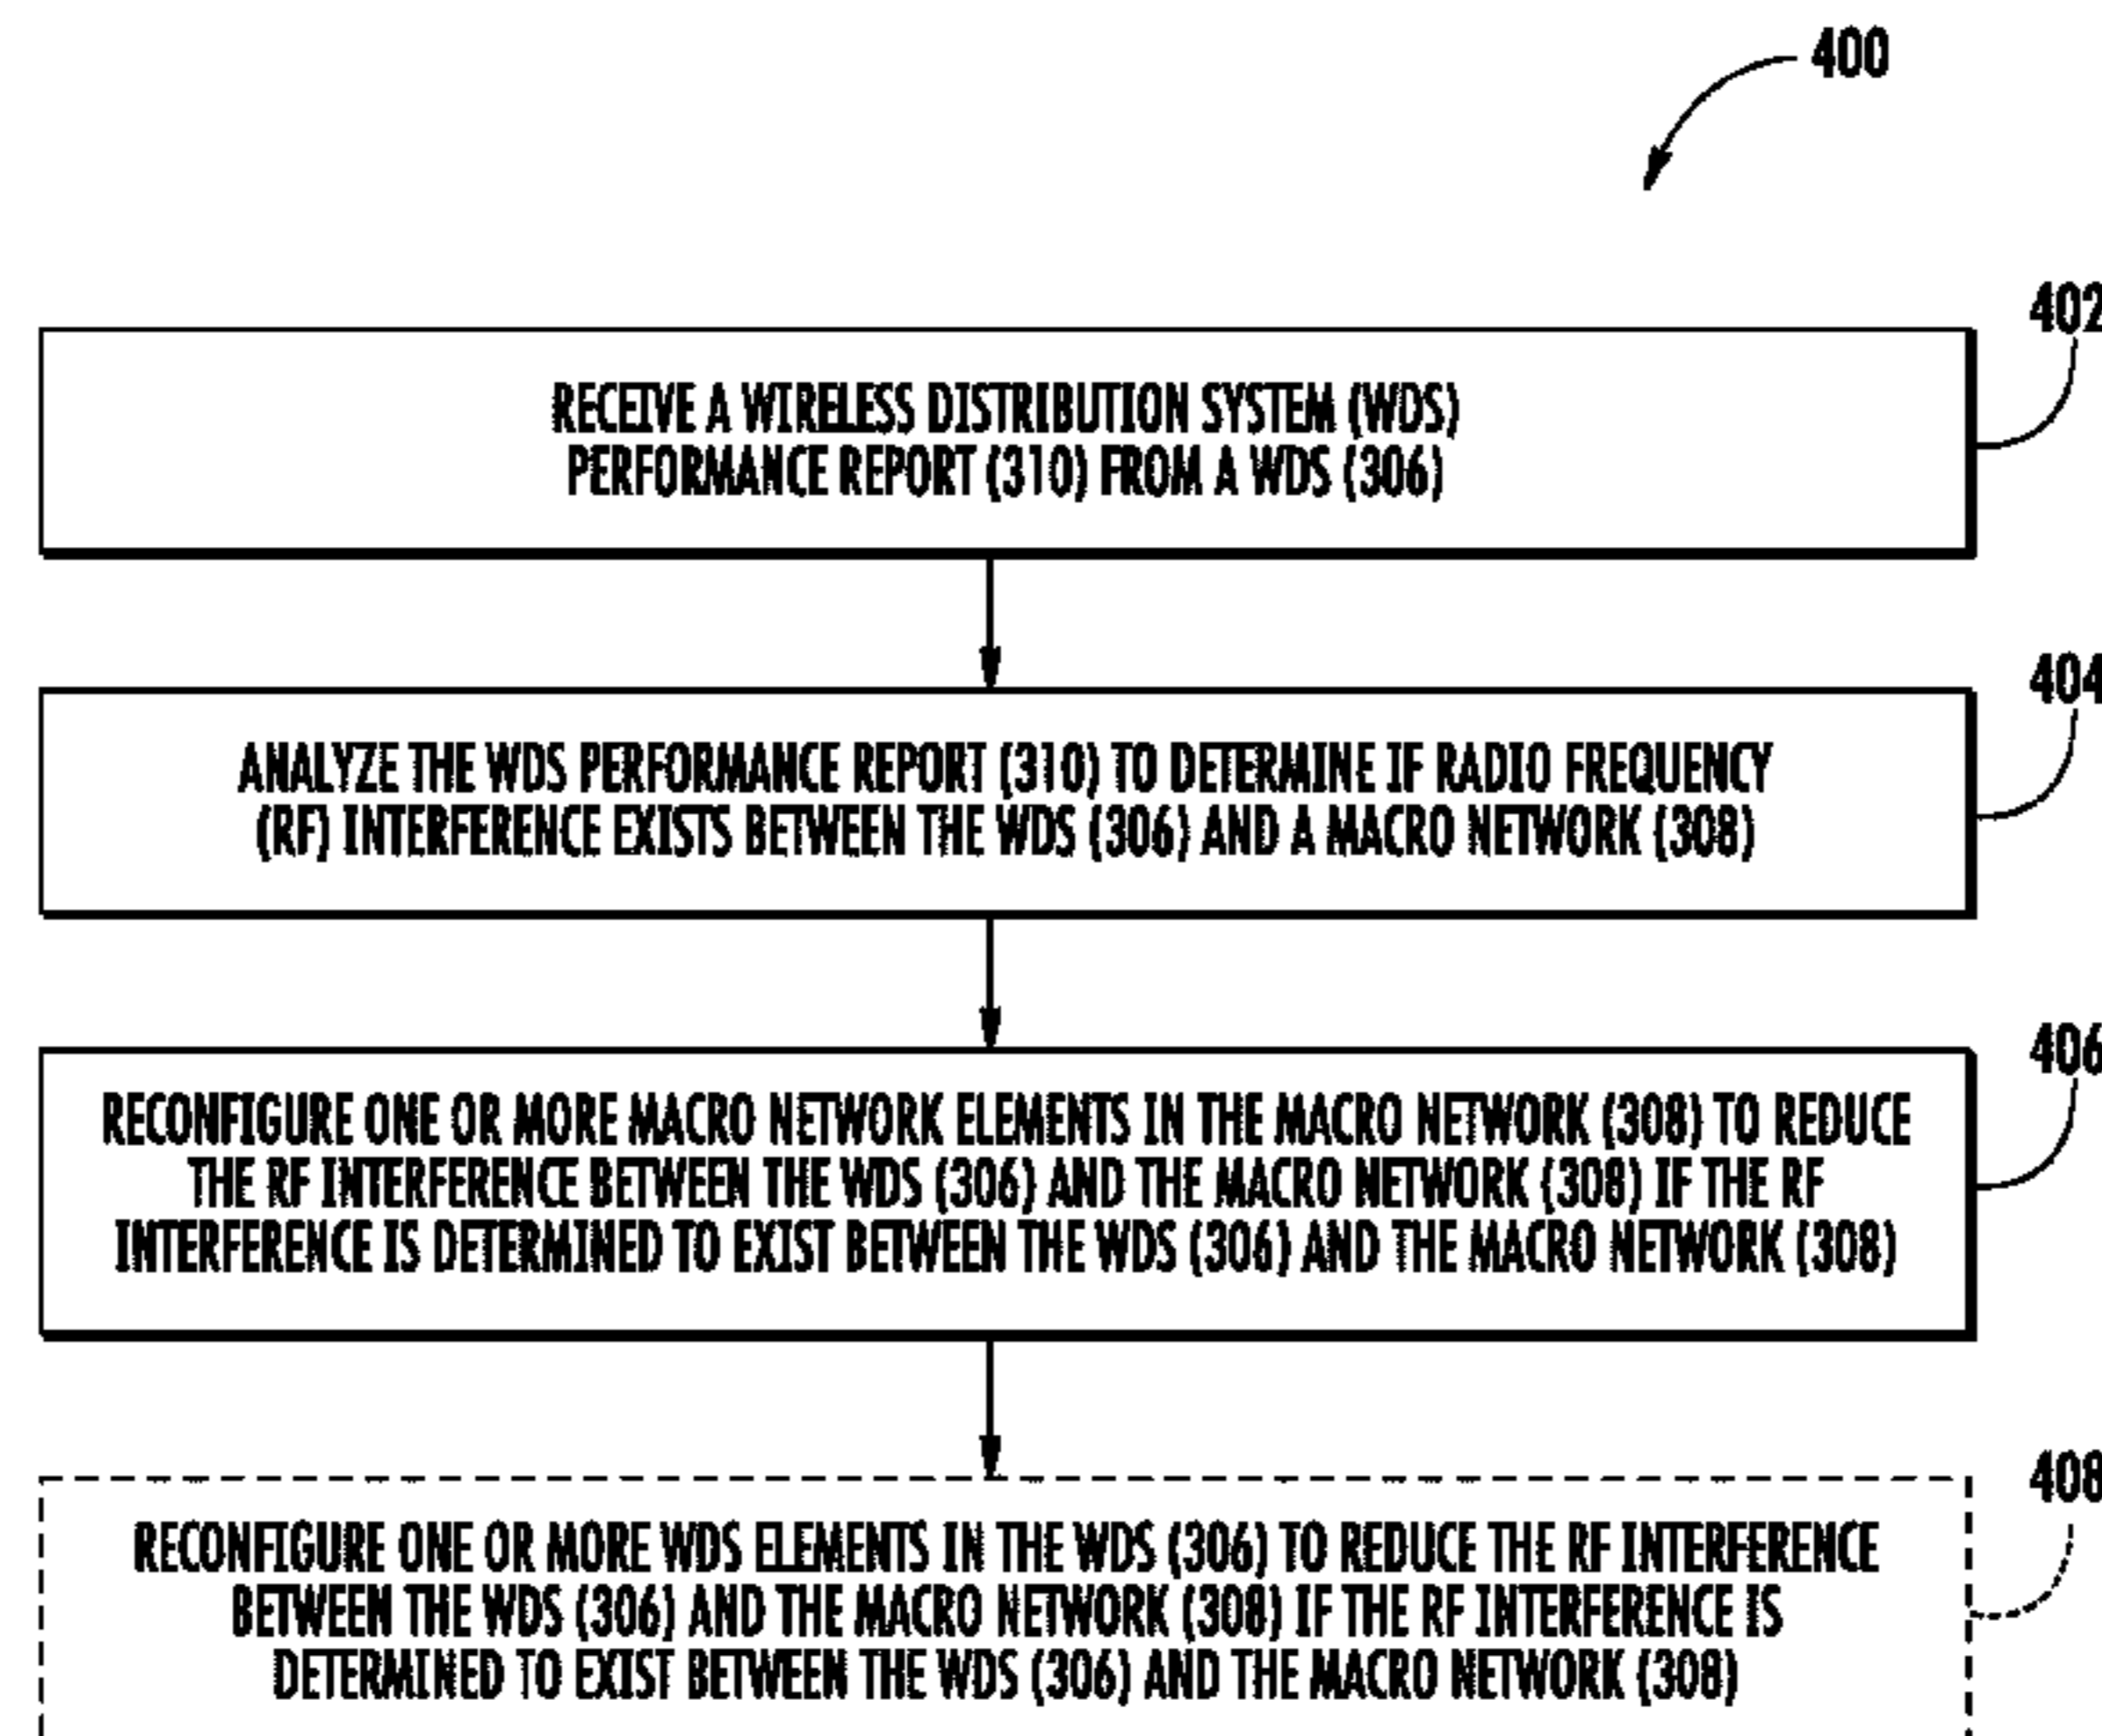 400
402
RECEIVE A WIRELESS DISTRIBUTION SYSTEM (WDS)
PERFORMANCE REPORT (310) FROM A WDS (306)
404
ANALYZE THE WDS PERFORMANCE REPORT (310) TO DETERMINE IF RADIO FREQUENCY
(RF) INTERFERENCE EXISTS BETWEEN THE WDS (306) AND A MACRO NETWORK (308)
406
RECONFIGURE ONE OR MORE MACRO NETWORK ELEMENTS IN THE MACRO NETWORK (308) TO REDUCE
THE RF INTERFERENCE BETWEEN THE WDS (306) AND THE MACRO NETWORK (308) IF THE RF
INTERFERENCE IS DETERMINED TO EXIST BETWEEN THE WDS (306) AND THE MACRO NETWORK (308)
408
RECONFIGURE ONE OR MORE WDS ELEMENTS IN THE WDS (306) TO REDUCE THE RF INTERFERENCE
BETWEEN THE WDS (306) AND THE MACRO NETWORK (308) IF THE RF INTERFERENCE IS
DETERMINED TO EXIST BETWEEN THE WDS (306) AND THE MACRO NETWORK (308)